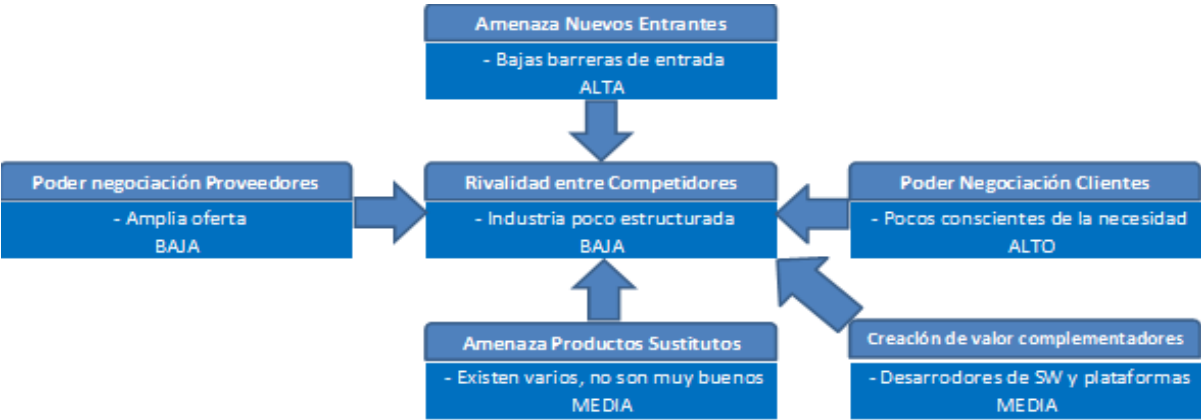 Amenaza Nuevos Entrantes
- Bajas barreras de entrada
ALTA
Poder negociación Proveedores
- Amplia oferta
BAJA
Rivalidad entre Competidores
- Industria poco estructurada
BAJA
Poder Negociación Clientes
- Pocos conscientes de la necesidad
ALTO
Amenaza Productos Sustitutos
- Existen varios, no son muy buenos
MEDIA
Creación de valor complementadores
- Desarrodores de SW y plataformas
MEDIA